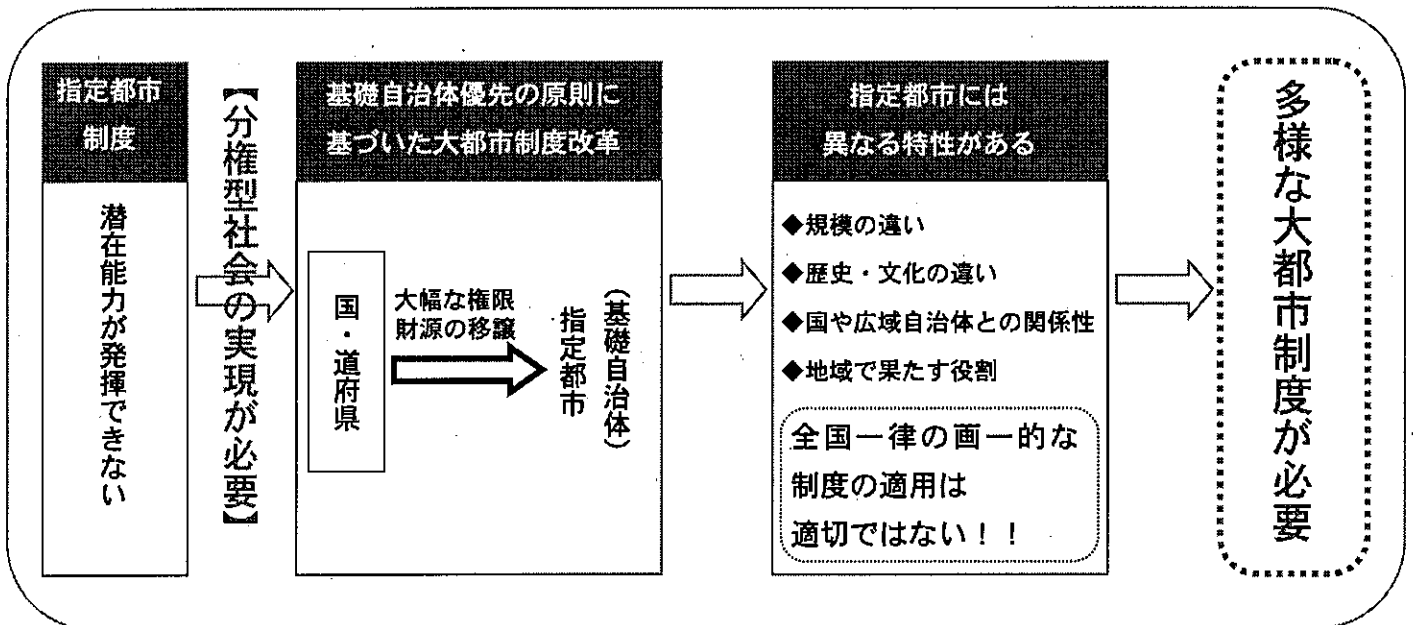 指定都市
制度
潜在能力が発揮できない
【分権型社会の実現が必要】
基礎自治体優先の原則に
基づいた大都市制度改革
国・道府県
大幅な権限
財源の移譲
(基礎自治体)
指定都市
指定都市には
異なる特性がある
◆規模の違い
◆歴史・文化の違い
◆国や広域自治体との関係性
◆地域で果たす役割
全国一律の画一的な
制度の適用は
適切ではない!!
多様な大都市制度が必要